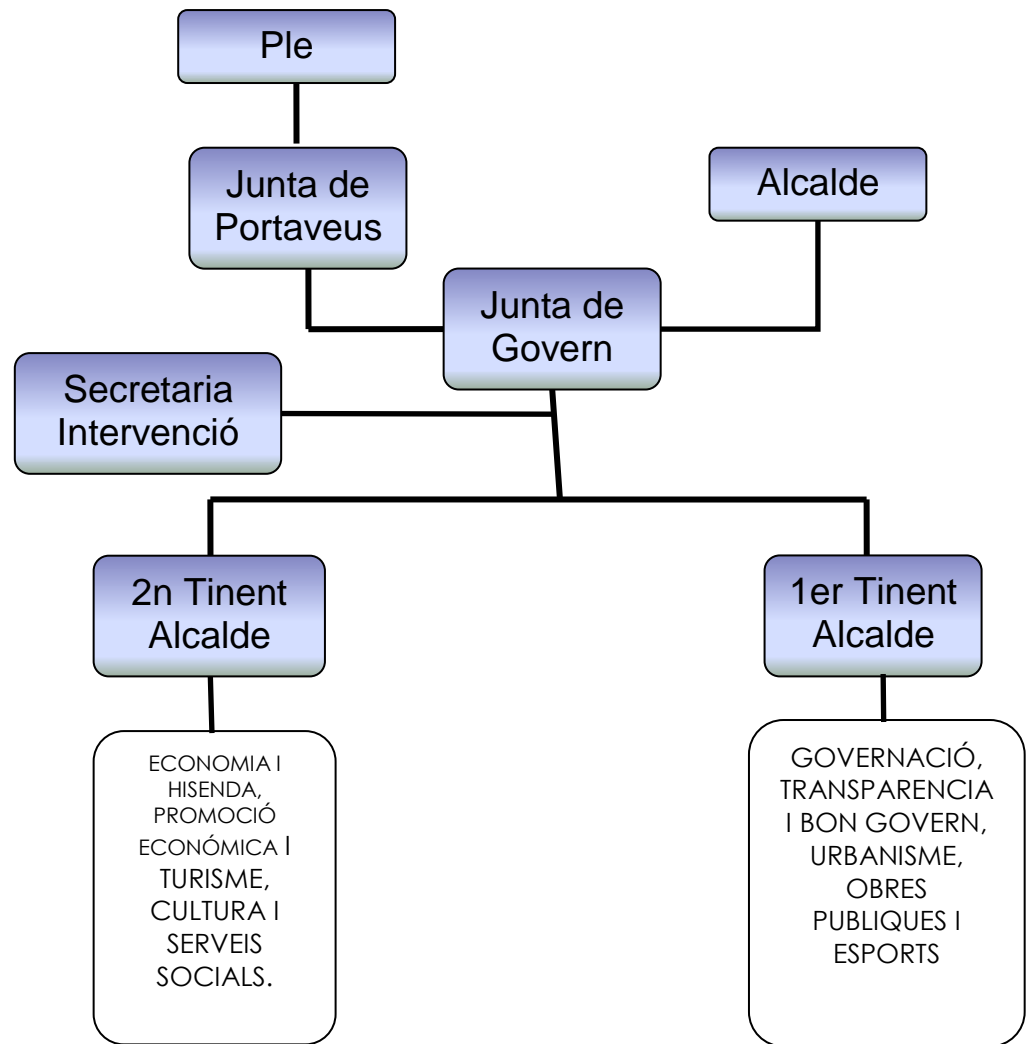 Ple
Junta de
Portaveus
Alcalde
Junta de
Govern
Secretaria
Intervenció
2n Tinent
Alcalde
1er Tinent
Alcalde
ECONOMIA I
HISENDA,
PROMOCIÓ
ECONÓMICA I
TURISME,
CULTURA I
SERVEIS
SOCIALS.
GOVERNACIÓ,
TRANSPARENCIA
I BON GOVERN,
URBANISME,
OBRES
PUBLIQUES I
ESPORTS